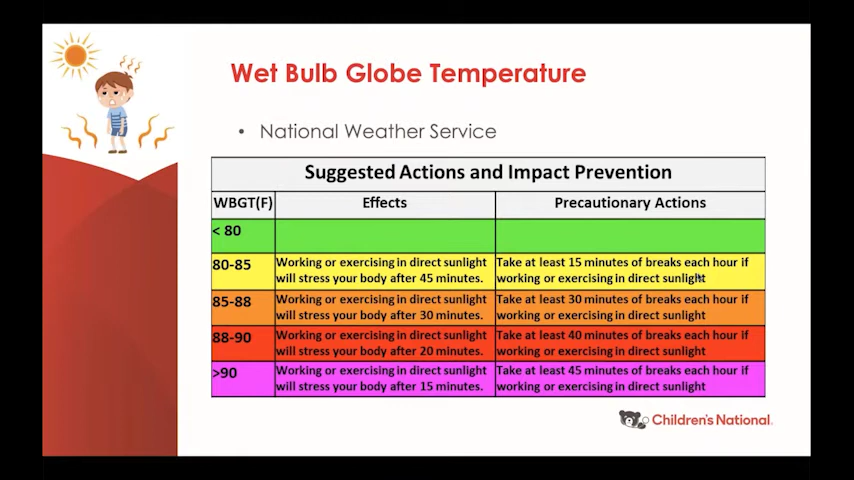 Wet Bulb Globe Temperature
• National Weather Service
Suggested Actions and Impact Prevention
WBGT(F) Effects Precautionary Actions
< 80
80-85 Working or exercising in direct sunlight Take at least 15 minutes of breaks each hour if
will stress your body after 45 minutes. working or exercising in direct sunlight
85-88 Working or exercising in direct sunlight Take at least 30 minutes of breaks each hour if
will stress your body after 30 minutes. working or exercising in direct sunlight
88-90 Working or exercising in direct sunlight Take at least 40 minutes of breaks each hour if
will stress your body after 20 minutes. working or exercising in direct sunlight
>90 Working or exercising in direct sunlight Take at least 45 minutes of breaks each hour if
will stress your body after 15 minutes. working or exercising in direct sunlight
Children's National